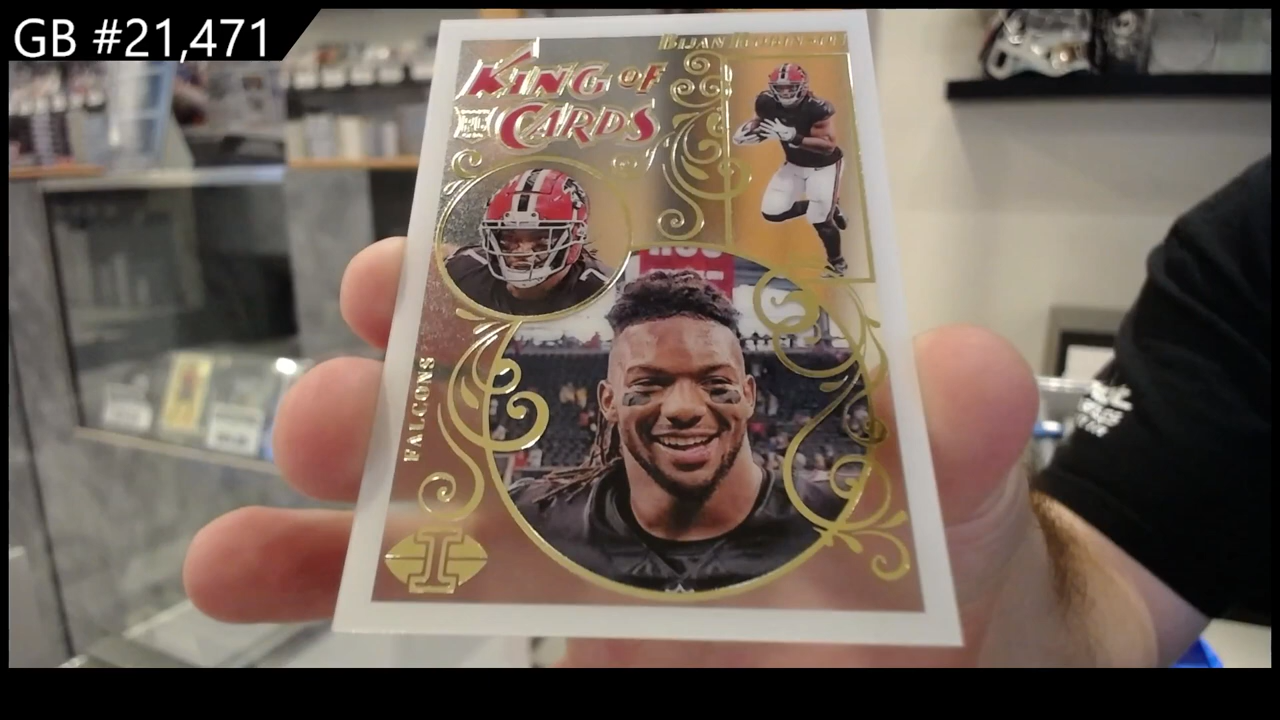 GB #21,471
BIJAN ROBINSON
KING OF
CARDS
FALCONS
I